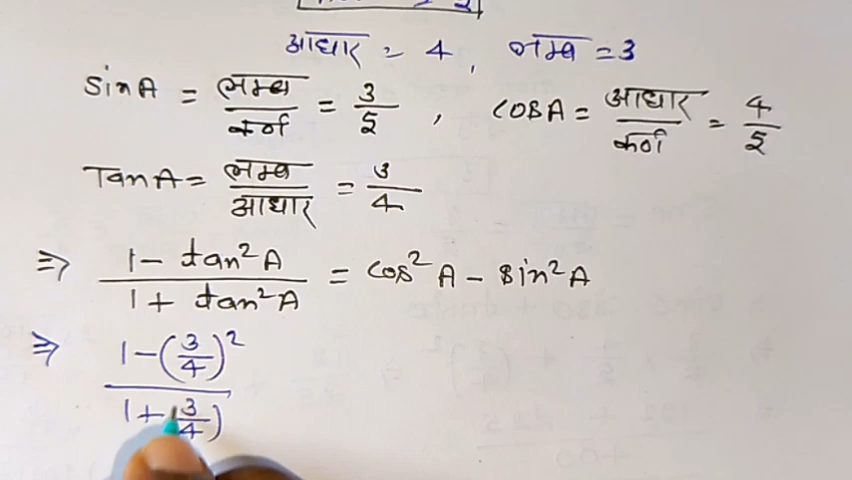 आधार = 4, लम्ब = 3
sinA = लम्ब/कर्ण = 3/5, cosA = आधार/कर्ण = 4/5
TanA = लम्ब/आधार = 3/4
⇒ 1 - tan²A / 1 + tan²A = cos²A - sin²A
⇒ 1 - (3/4)² / 1 + (3/4)